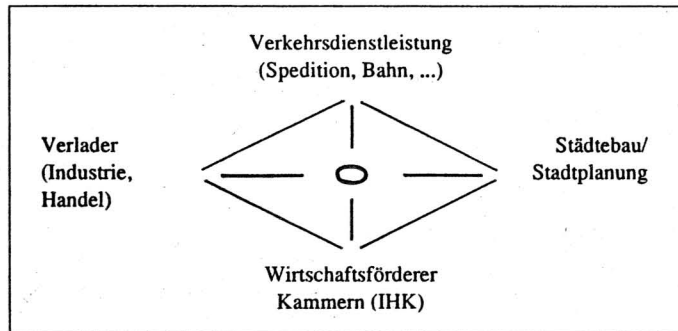 Verkehrsdienstleistung
(Spedition, Bahn, ...)
Verlader
(Industrie,
Handel)
Städtebau/
Stadtplanung
Wirtschaftsförderer
Kammern (IHK)